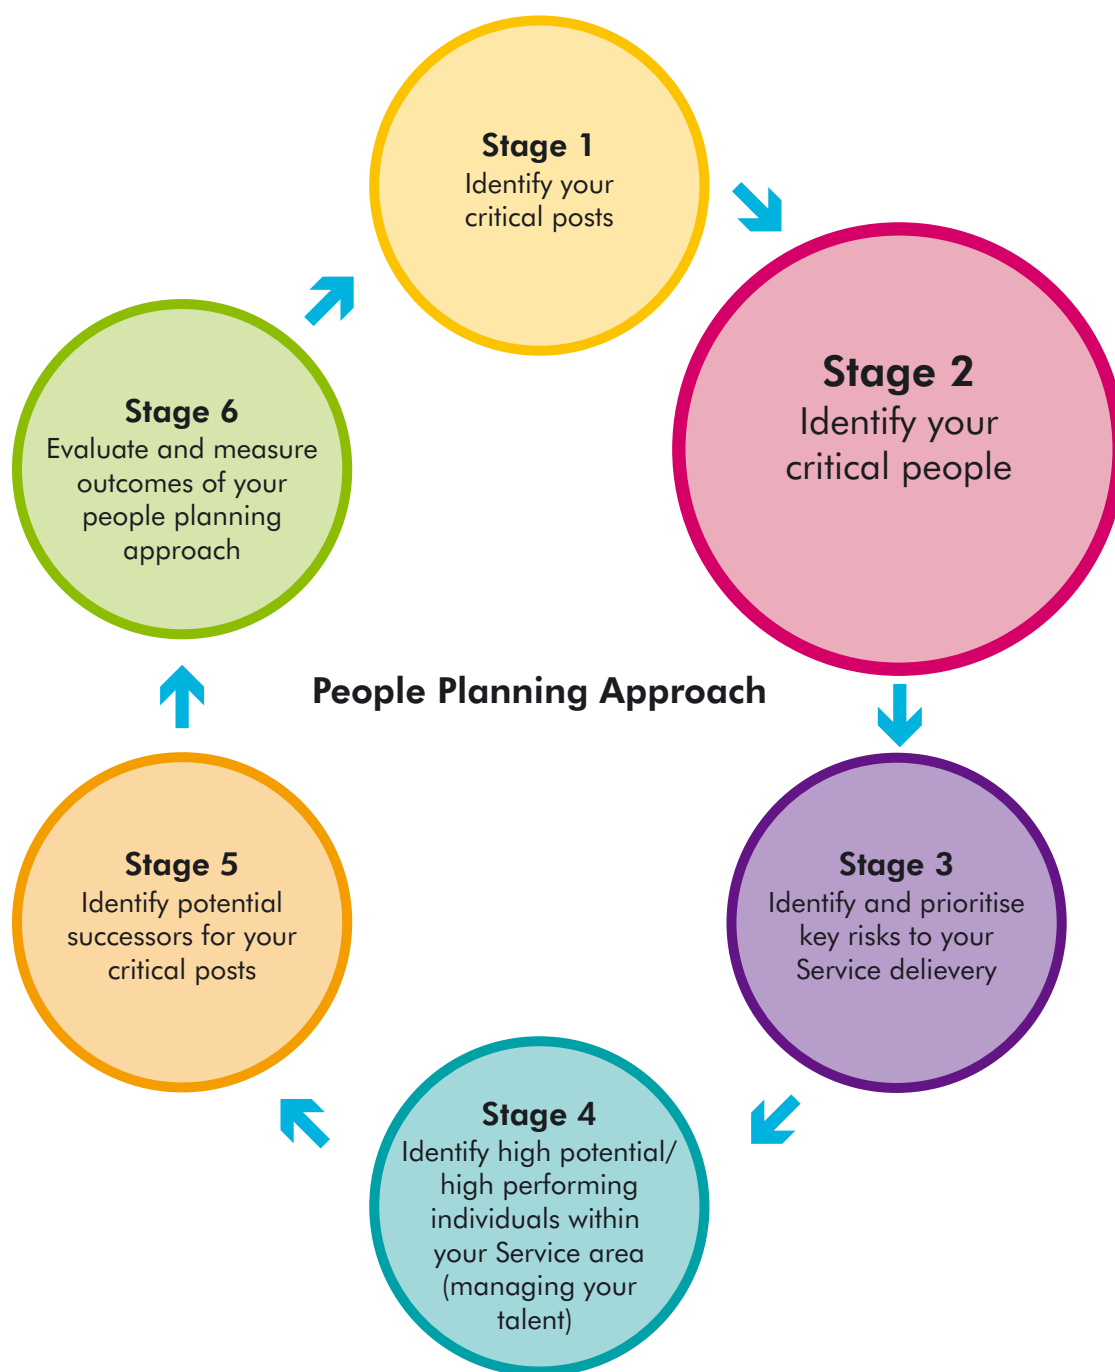 Stage 1
Identify your
critical posts
Stage 2
Identify your
critical people
Stage 6
Evaluate and measure
outcomes of your
people planning
approach
People Planning Approach
Stage 5
Identify potential
successors for your
critical posts
Stage 3
Identify and prioritise
key risks to your
Service delievery
Stage 4
Identify high potential/
high performing
individuals within
your Service area
(managing your
talent)